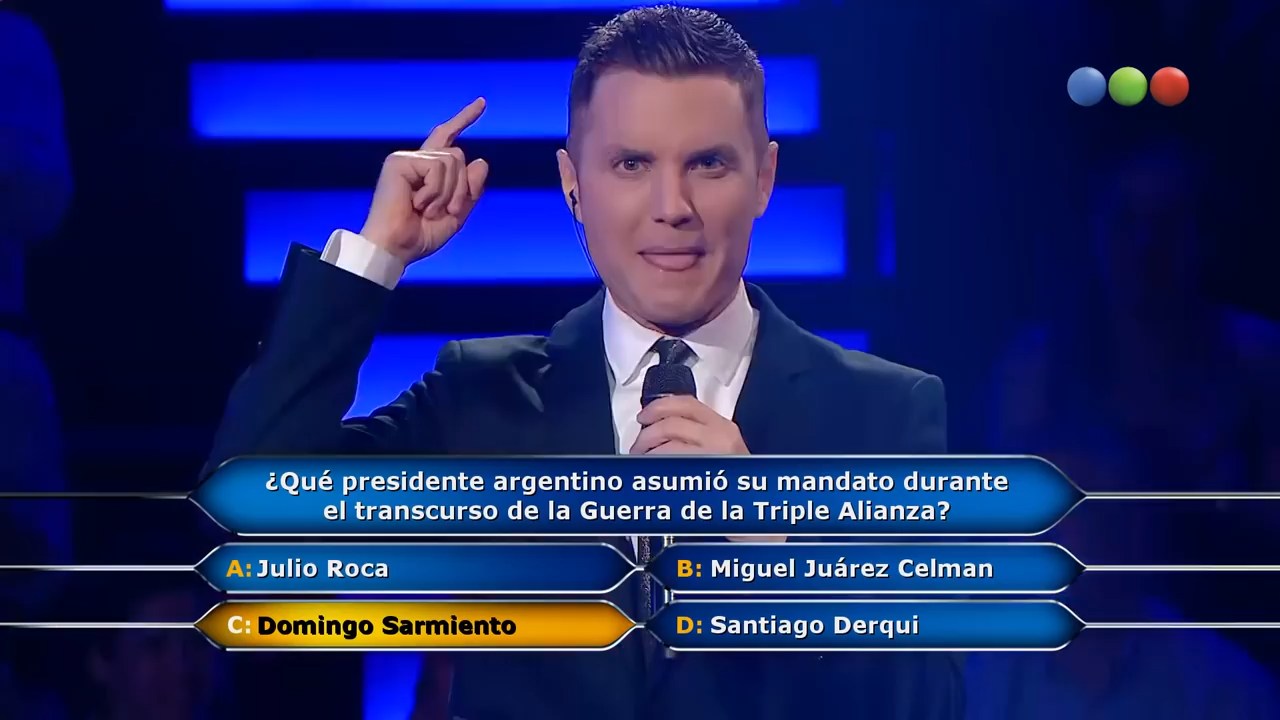 ¿Qué presidente argentino asumió su mandato durante
el transcurso de la Guerra de la Triple Alianza?
A: Julio Roca
B: Miguel Juárez Celman
C: Domingo Sarmiento
D: Santiago Derqui